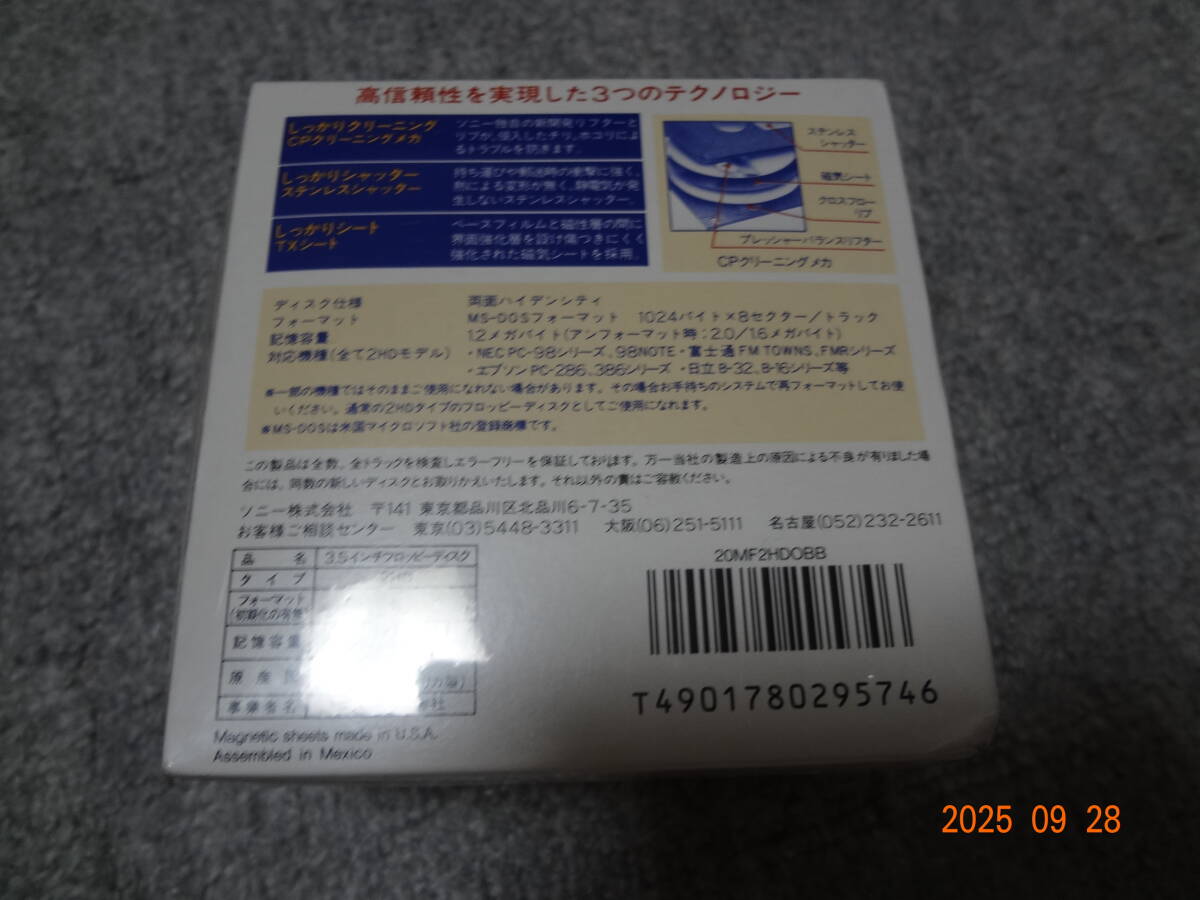 高信頼性を実現した3つのテクノロジー
しっかりクリーニング
CPクリーニングメカ
ソニー独自の新開発リフターと
リブが、侵入したチリ、ホコリによ
るトラブルを防ぎます。
しっかりシャッター
ステンレスシャッター
持ち運びや郵送時の衝撃に強く、
熱による変形が無く、静電気が発
生しないステンレスシャッター。
しっかりシート
TXシート
ベースフィルムと磁性層の間に
界面強化層を設け傷つきにくく
強化された磁気シートを採用。
ステンレス
シャッター
磁気シート
クロスフロー
リブ
プレッシャーバランスリフター
CPクリーニングメカ
ディスク仕様 両面ハイデンシティ
フォーマット MS-DOSフォーマット 1024バイト×8セクター/トラック
記憶容量 1.2メガバイト(アンフォーマット時:2.0/1.6メガバイト)
対応機種(全て2HDモデル) ・NEC PC-98シリーズ、98NOTE・富士通FM TOWNS、FMRシリーズ
・エプソンPC-286、386シリーズ ・日立B-32、B-16シリーズ等
※一部の機種ではそのままご使用になれない場合があります。その場合お手持ちのシステムで再フォーマットしてお使
いください。通常の2HDタイプのフロッピーディスクとしてご使用になれます。
※MS-DOSは米国マイクロソフト社の登録商標です。
この製品は全数、全トラックを検査しエラーフリーを保証しております。万一当社の製造上の原因による不良が有りました場
合には、同数の新しいディスクとお取りかえいたします。それ以外の責はご容赦ください。
ソニー株式会社 〒141 東京都品川区北品川6-7-35
お客様ご相談センター 東京(03)5448-3311 大阪(06)251-5111 名古屋(052)232-2611
品名 3.5インチフロッピーディスク
タイプ
フォーマット
(初期化の有無)
記憶容量
原産国
事業者名
20MF2HDOBB
T4901780295746
Magnetic sheets made in U.S.A.
Assembled in Mexico
2025 09 28